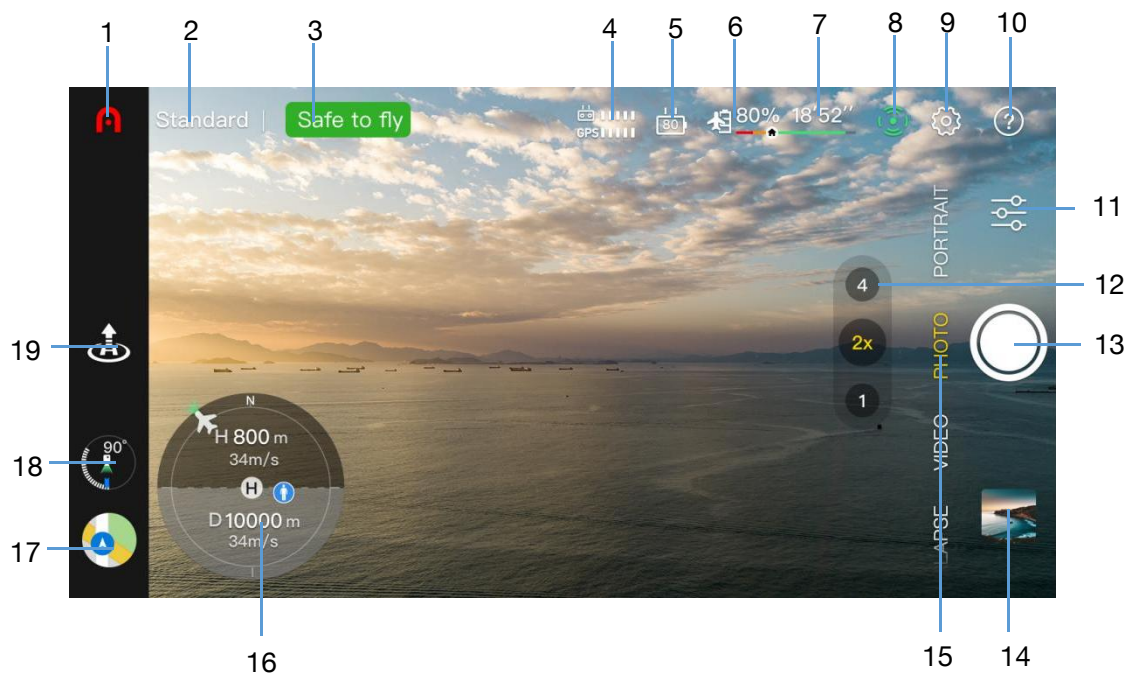 1 2 3 4 5 6 7 8 9 10
Standard | Safe to fly
GPS
80
80% 18′52′′
?
11
PORTRAIT
12
4
PHOTO
2x
13
19
1
N
H 800 m
34m/s
VIDEO
90°
18
H
D 10000 m
34m/s
LAPSE
17
16
15
14